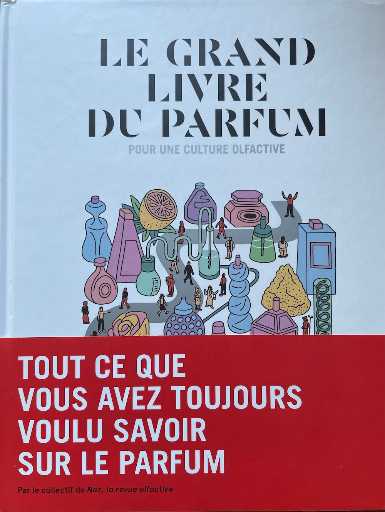 LE GRAND
LIVRE
DU PARFUM
POUR UNE CULTURE OLFACTIVE
TOUT CE QUE
VOUS AVEZ TOUJOURS
VOULU SAVOIR
SUR LE PARFUM
Par le collectif de Nez, la revue olfactive